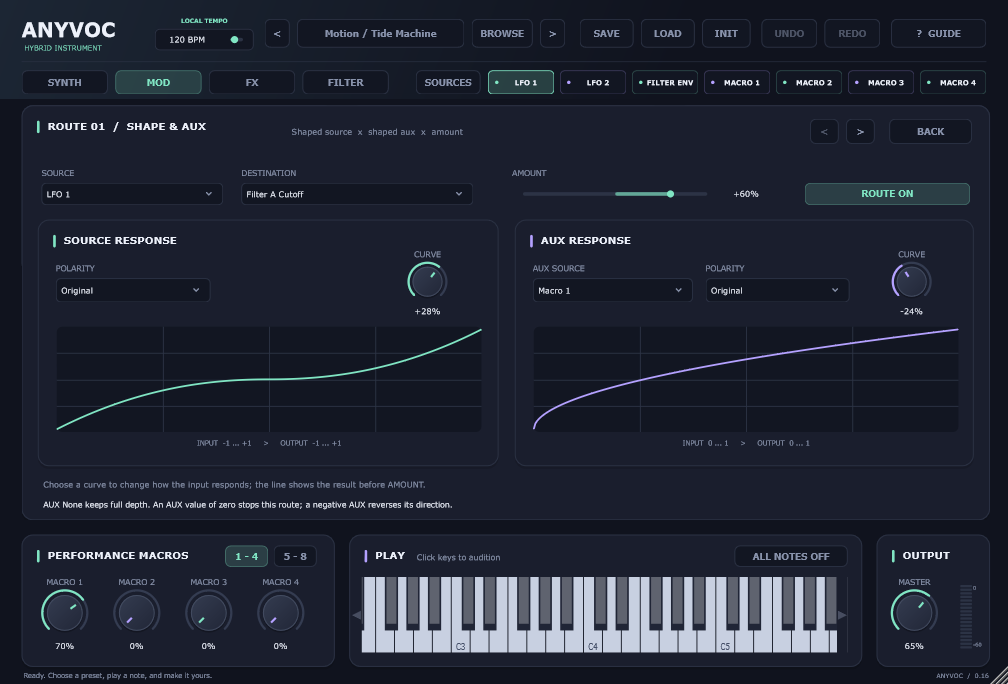 ANYVOC
HYBRID INSTRUMENT
LOCAL TEMPO
120 BPM
<
Motion / Tide Machine
BROWSE
>
SAVE
LOAD
INIT
UNDO
REDO
? GUIDE
SYNTH
MOD
FX
FILTER
SOURCES
LFO 1
LFO 2
FILTER ENV
MACRO 1
MACRO 2
MACRO 3
MACRO 4
ROUTE 01 / SHAPE & AUX
Shaped source x shaped aux x amount
<
>
BACK
SOURCE
DESTINATION
AMOUNT
LFO 1
Filter A Cutoff
+60%
ROUTE ON
SOURCE RESPONSE
CURVE
POLARITY
Original
+28%
INPUT -1 ... +1 > OUTPUT -1 ... +1
AUX RESPONSE
CURVE
AUX SOURCE
POLARITY
Macro 1
Original
-24%
INPUT 0 ... 1 > OUTPUT 0 ... 1
Choose a curve to change how the input responds; the line shows the result before AMOUNT.
AUX None keeps full depth. An AUX value of zero stops this route; a negative AUX reverses its direction.
PERFORMANCE MACROS
1 - 4
5 - 8
MACRO 1
MACRO 2
MACRO 3
MACRO 4
70%
0%
0%
0%
PLAY
Click keys to audition
ALL NOTES OFF
C3
C4
C5
OUTPUT
MASTER
65%
0
-60
Ready. Choose a preset, play a note, and make it yours.
ANYVOC / 0.16